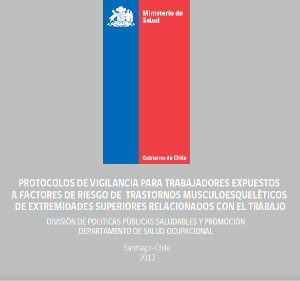 Ministerio de
Salud
Gobierno de Chile
PROTOCOLOS DE VIGILANCIA PARA TRABAJADORES EXPUESTOS
A FACTORES DE RIESGO DE TRASTORNOS MUSCULOESQUELÉTICOS
DE EXTREMIDADES SUPERIORES RELACIONADOS CON EL TRABAJO
DIVISIÓN DE POLITICAS PÚBLICAS SALUDABLES Y PROMOCIÓN
DEPARTAMENTO DE SALUD OCUPACIONAL
Santiago-Chile
2012